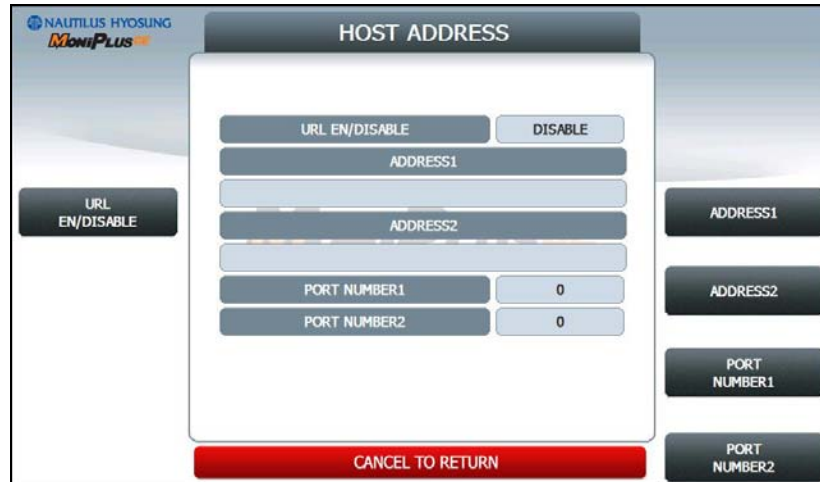 NAUTILUS HYOSUNG
MONIPLUS
HOST ADDRESS
URL EN/DISABLE
DISABLE
ADDRESS1
ADDRESS2
PORT NUMBER1
0
PORT NUMBER2
0
URL
EN/DISABLE
ADDRESS1
ADDRESS2
PORT
NUMBER1
PORT
NUMBER2
CANCEL TO RETURN